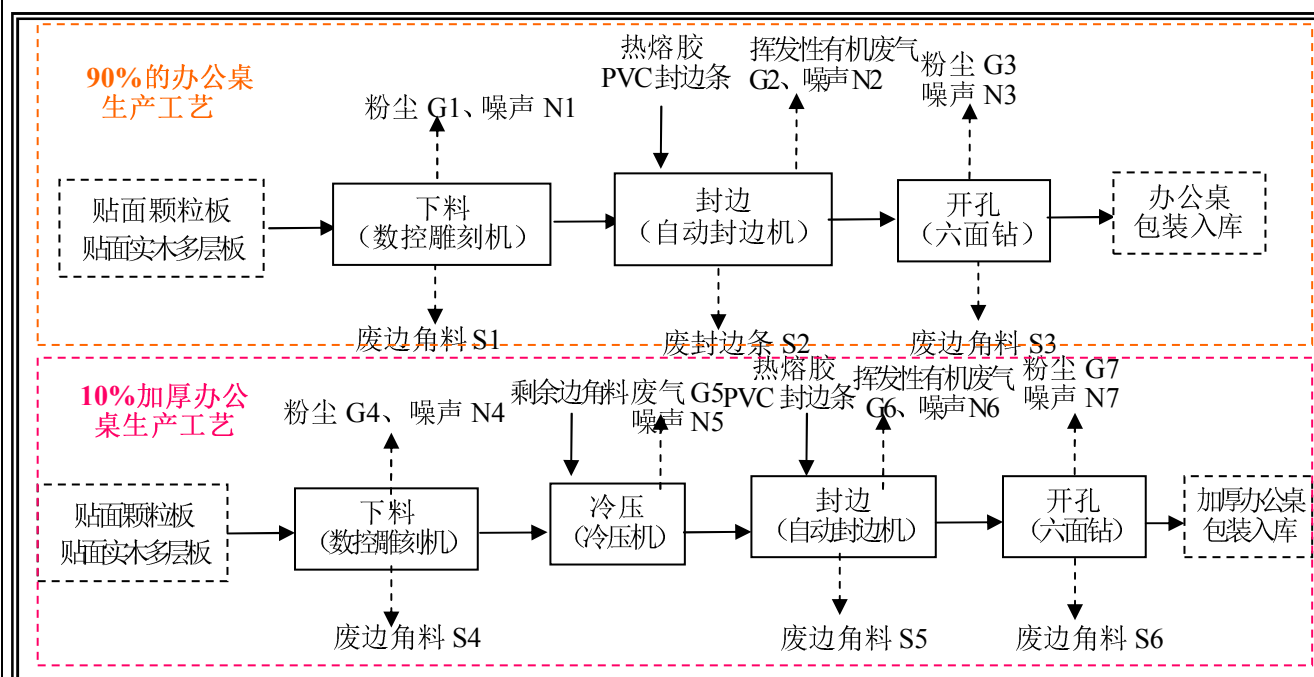 90%的办公桌
生产工艺
粉尘 G1、噪声 N1
热熔胶
PVC 封边条
挥发性有机废气
G2、噪声 N2
粉尘 G3
噪声 N3
贴面颗粒板
贴面实木多层板
下料
（数控雕刻机）
封边
（自动封边机）
开孔
（六面钻）
办公桌
包装入库
废边角料 S1
废封边条 S2
废边角料 S3
10%加厚办公
桌生产工艺
粉尘 G4、噪声 N4
剩余边角料
废气 G5
噪声 N5
热熔胶
PVC 封边条
挥发性有机废气
G6、噪声 N6
粉尘 G7
噪声 N7
贴面颗粒板
贴面实木多层板
下料
（数控雕刻机）
冷压
（冷压机）
封边
（自动封边机）
开孔
（六面钻）
加厚办公桌
包装入库
废边角料 S4
废边角料 S5
废边角料 S6